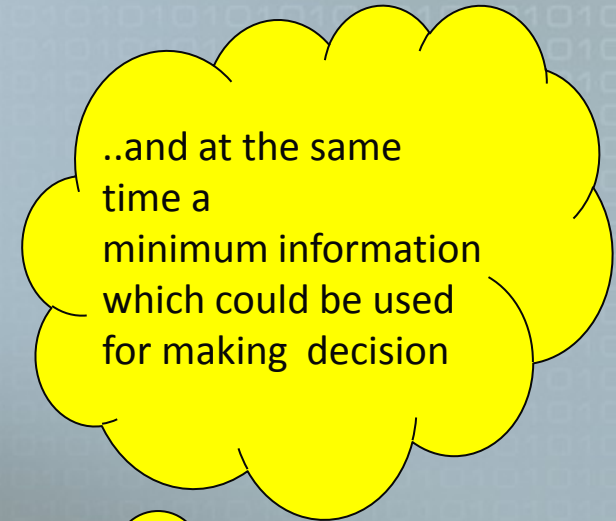 ..and at the same
time a
minimum information
which could be used
for making  decision